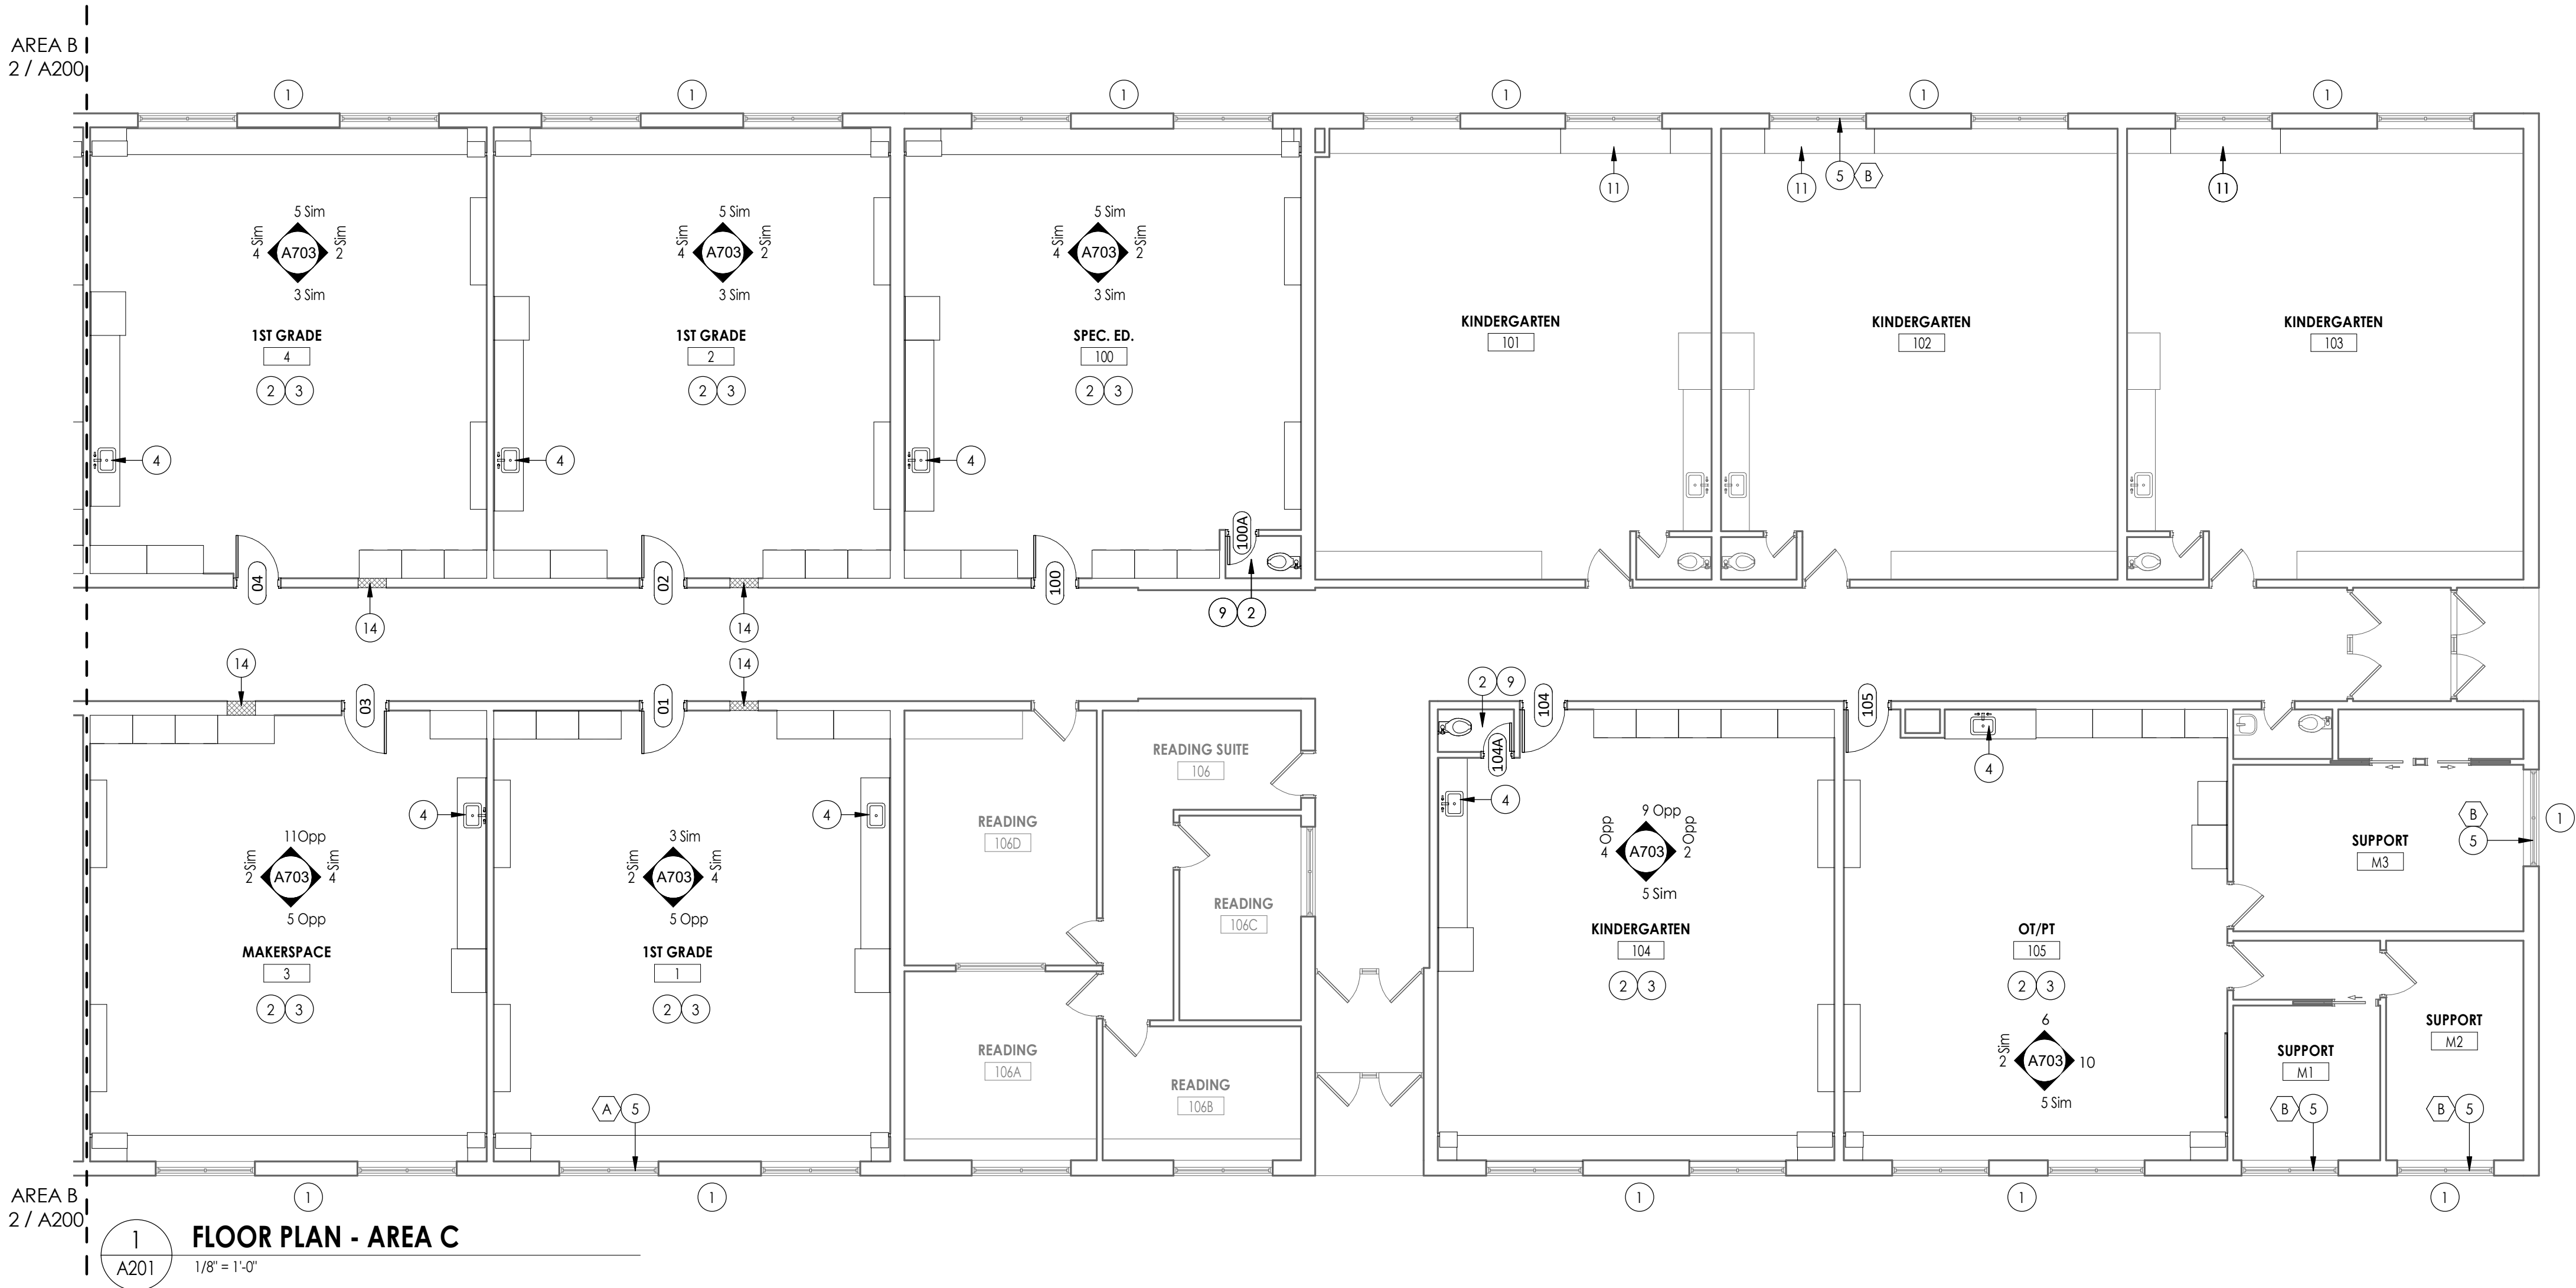 AREA B
2 / A200
1
1
1
1
1
1
11
11
5 B
11
5 Sim
4 Sim
A703
2 Sim
3 Sim
5 Sim
4 Sim
A703
2 Sim
3 Sim
5 Sim
4 Sim
A703
2 Sim
3 Sim
1ST GRADE
4
2 3
1ST GRADE
2
2 3
SPEC. ED.
100
2 3
KINDERGARTEN
101
KINDERGARTEN
102
KINDERGARTEN
103
4
4
4
100A
04
02
100
9 2
14
14
14
14
03
01
2 9
104
105
104A
READING SUITE
106
4
4
4
4
READING
106D
11Opp
2 Sim
A703
4 Sim
5 Opp
3 Sim
2 Sim
A703
4 Sim
5 Opp
9 Opp
4 Opp
A703
2 Opp
5 Sim
B
5
1
SUPPORT
M3
READING
106C
MAKERSPACE
3
2 3
1ST GRADE
1
2 3
KINDERGARTEN
104
2 3
OT/PT
105
2 3
6
2 Sim
A703
10
5 Sim
SUPPORT
M2
SUPPORT
M1
READING
106A
READING
106B
A 5
B 5
B 5
1
1
1
1
1
AREA B
2 / A200
1
A201
FLOOR PLAN - AREA C
1/8" = 1'-0"